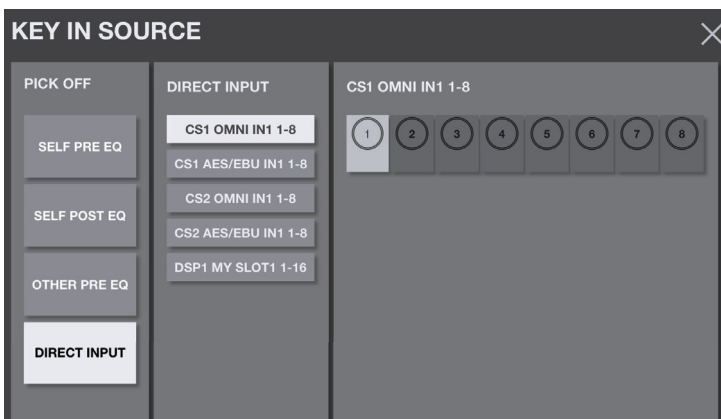 KEY IN SOURCE
PICK OFF
SELF PRE EQ
SELF POST EQ
OTHER PRE EQ
DIRECT INPUT
DIRECT INPUT
CS1 OMNI IN1 1-8
CS1 AES/EBU IN1 1-8
CS2 OMNI IN1 1-8
CS2 AES/EBU IN1 1-8
DSP1 MY SLOT1 1-16
CS1 OMNI IN1 1-8
1 2 3 4 5 6 7 8